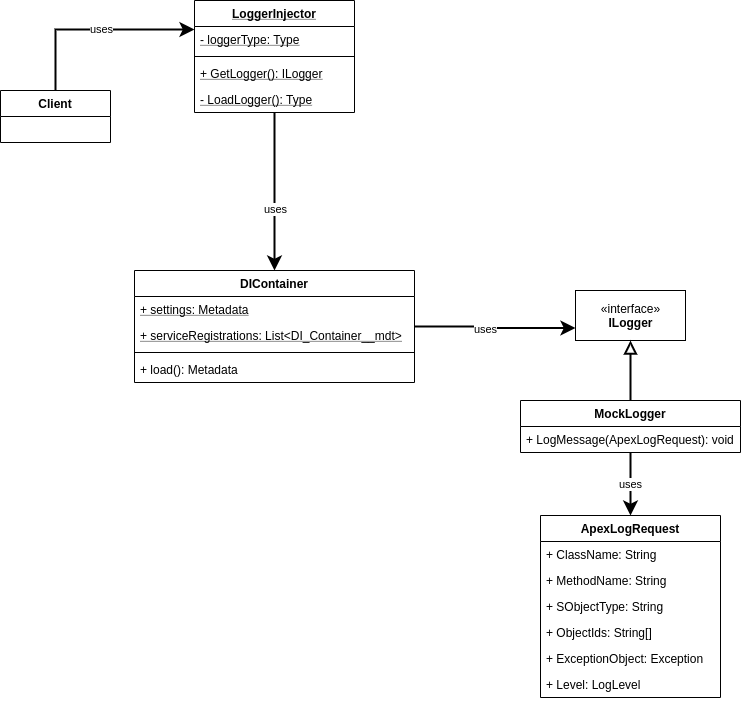 LoggerInjector
- loggerType: Type
+ GetLogger(): ILogger
- LoadLogger(): Type
uses
Client
uses
DIContainer
+ settings: Metadata
+ serviceRegistrations: List<DI_Container__mdt>
+ load(): Metadata
uses
«interface»
ILogger
MockLogger
+ LogMessage(ApexLogRequest): void
uses
ApexLogRequest
+ ClassName: String
+ MethodName: String
+ SObjectType: String
+ ObjectIds: String[]
+ ExceptionObject: Exception
+ Level: LogLevel